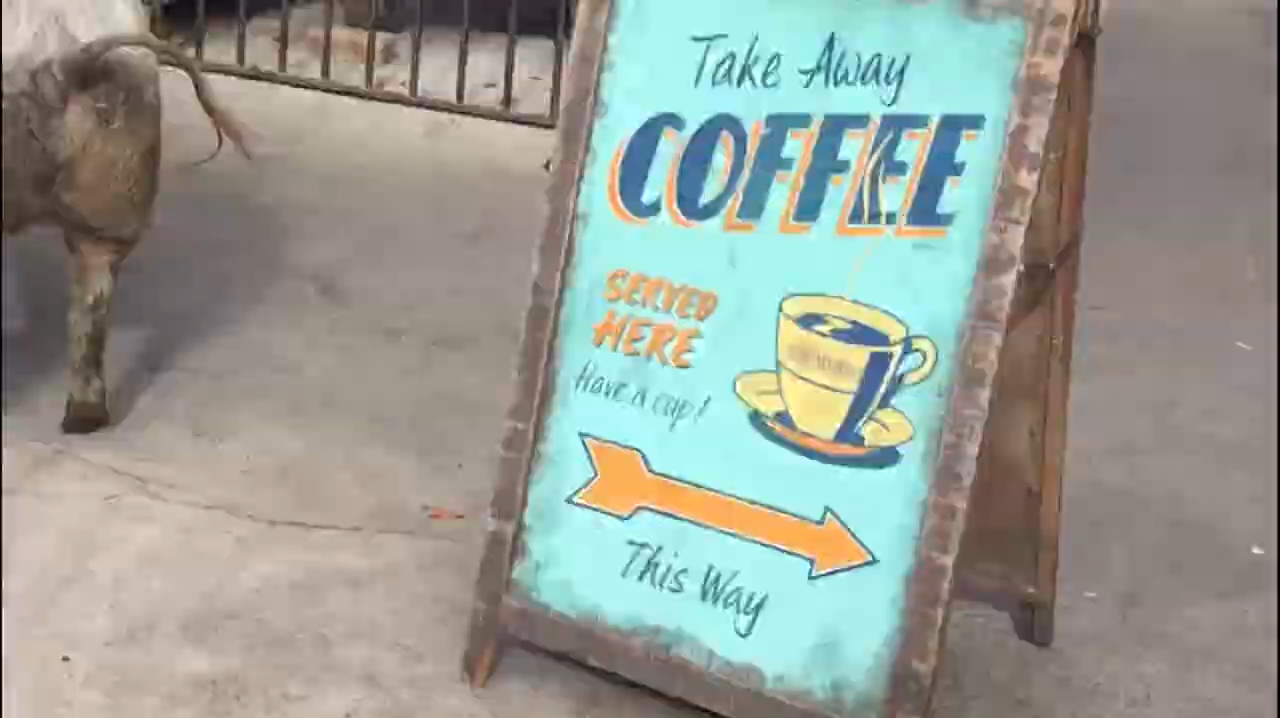 Take Away
COFFEE
SERVED
HERE
Have a cup!
This Way